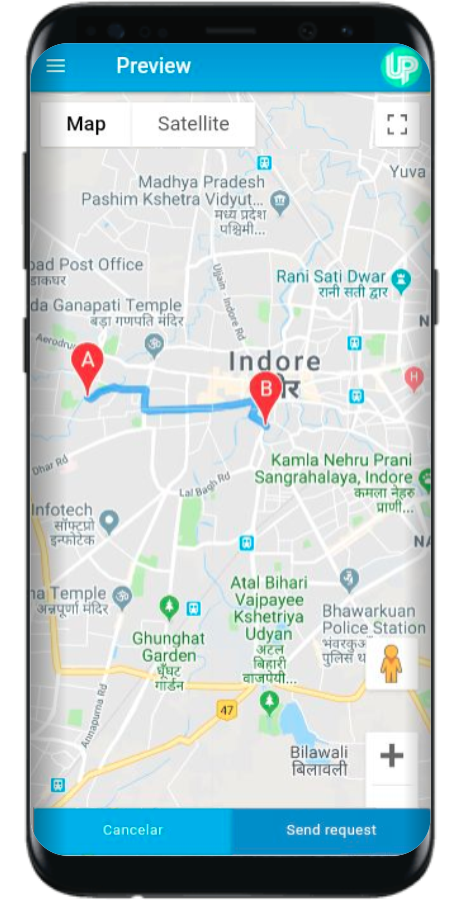 Preview
UP
Map
Satellite
Yuva
Madhya Pradesh
Pashim Kshetra Vidyut...
मध्य प्रदेश
पश्चिमी...
oad Post Office
डाकघर
Rani Sati Dwar
रानी सती द्वार
Ujjain - Indore Rd
da Ganapati Temple
बड़ा गणपति मंदिर
N
Aerodru
A
Indore
B
H
Dhar Rd
Lal Bagh Rd
Kamla Nehru Prani
Sangrahalaya, Indore
कमला नेहरू
प्राणी...
Infotech
सॉफ्टप्रो
इन्फोटेक
NA
na Temple
अन्नपूर्णा मंदिर
Atal Bihari
Vajpayee
Kshetriya
Udyan
अटल
बिहारी
वाजपेयी...
Bhawarkuan
Police Station
भंवरकुआ
पुलिस थ
Ghunghat
Garden
घूँघट
गार्डन
Annapurna Rd
47
Bilawali
बिलावली
Cancelar
Send request